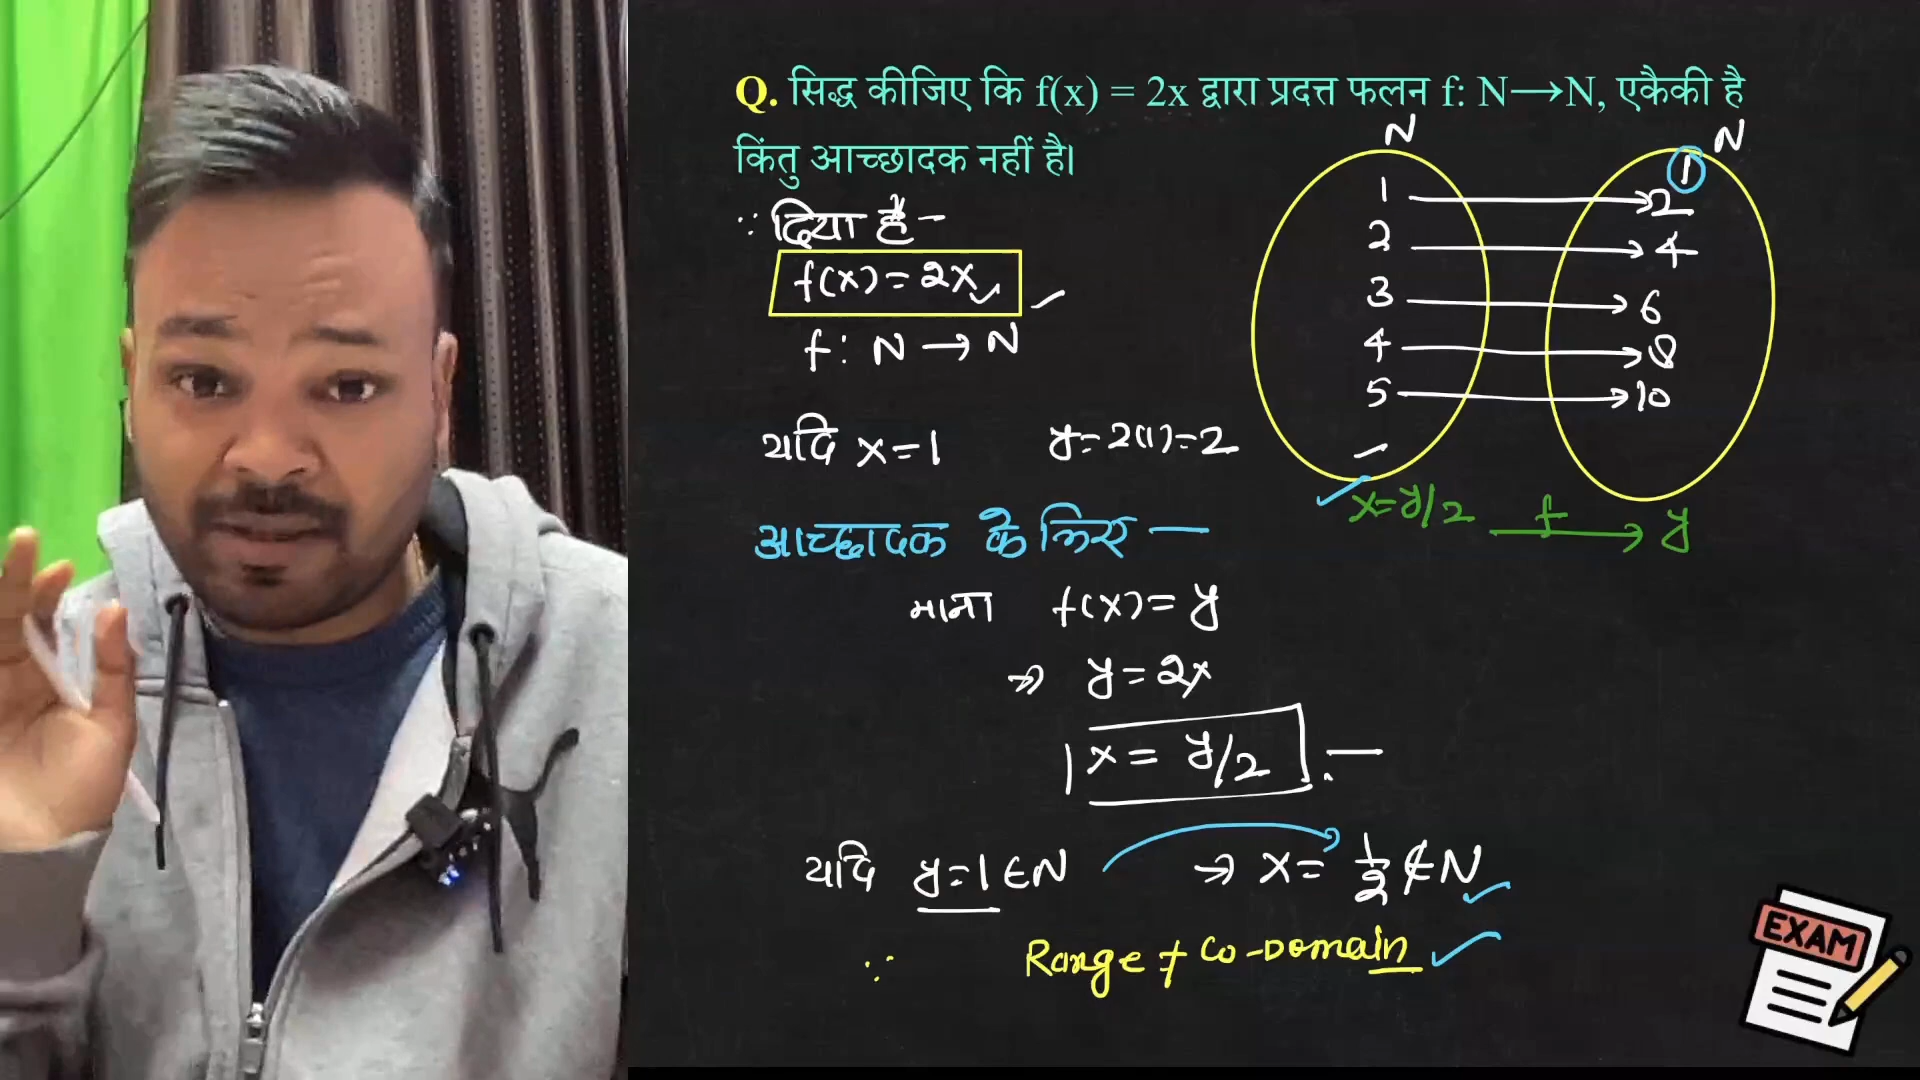 Q. सिद्ध कीजिए कि f(x) = 2x द्वारा प्रदत्त फलन f: N⟶N, एकैकी है
किंतु आच्छादक नहीं है।
∵ दिया है –
f(x) = 2x
f: N → N
यदि x=1 y=2(1)=2
आच्छादक के लिए —
माना f(x) = y
⇒ y = 2x
x = y/2
यदि y=1 ∈ N ⇒ x = 1/2 ∉ N
∵ Range ≠ Co-Domain
N N
1
1 → 2
2 → 4
3 → 6
4 → 8
5 → 10
x=y/2 f → y
EXAM